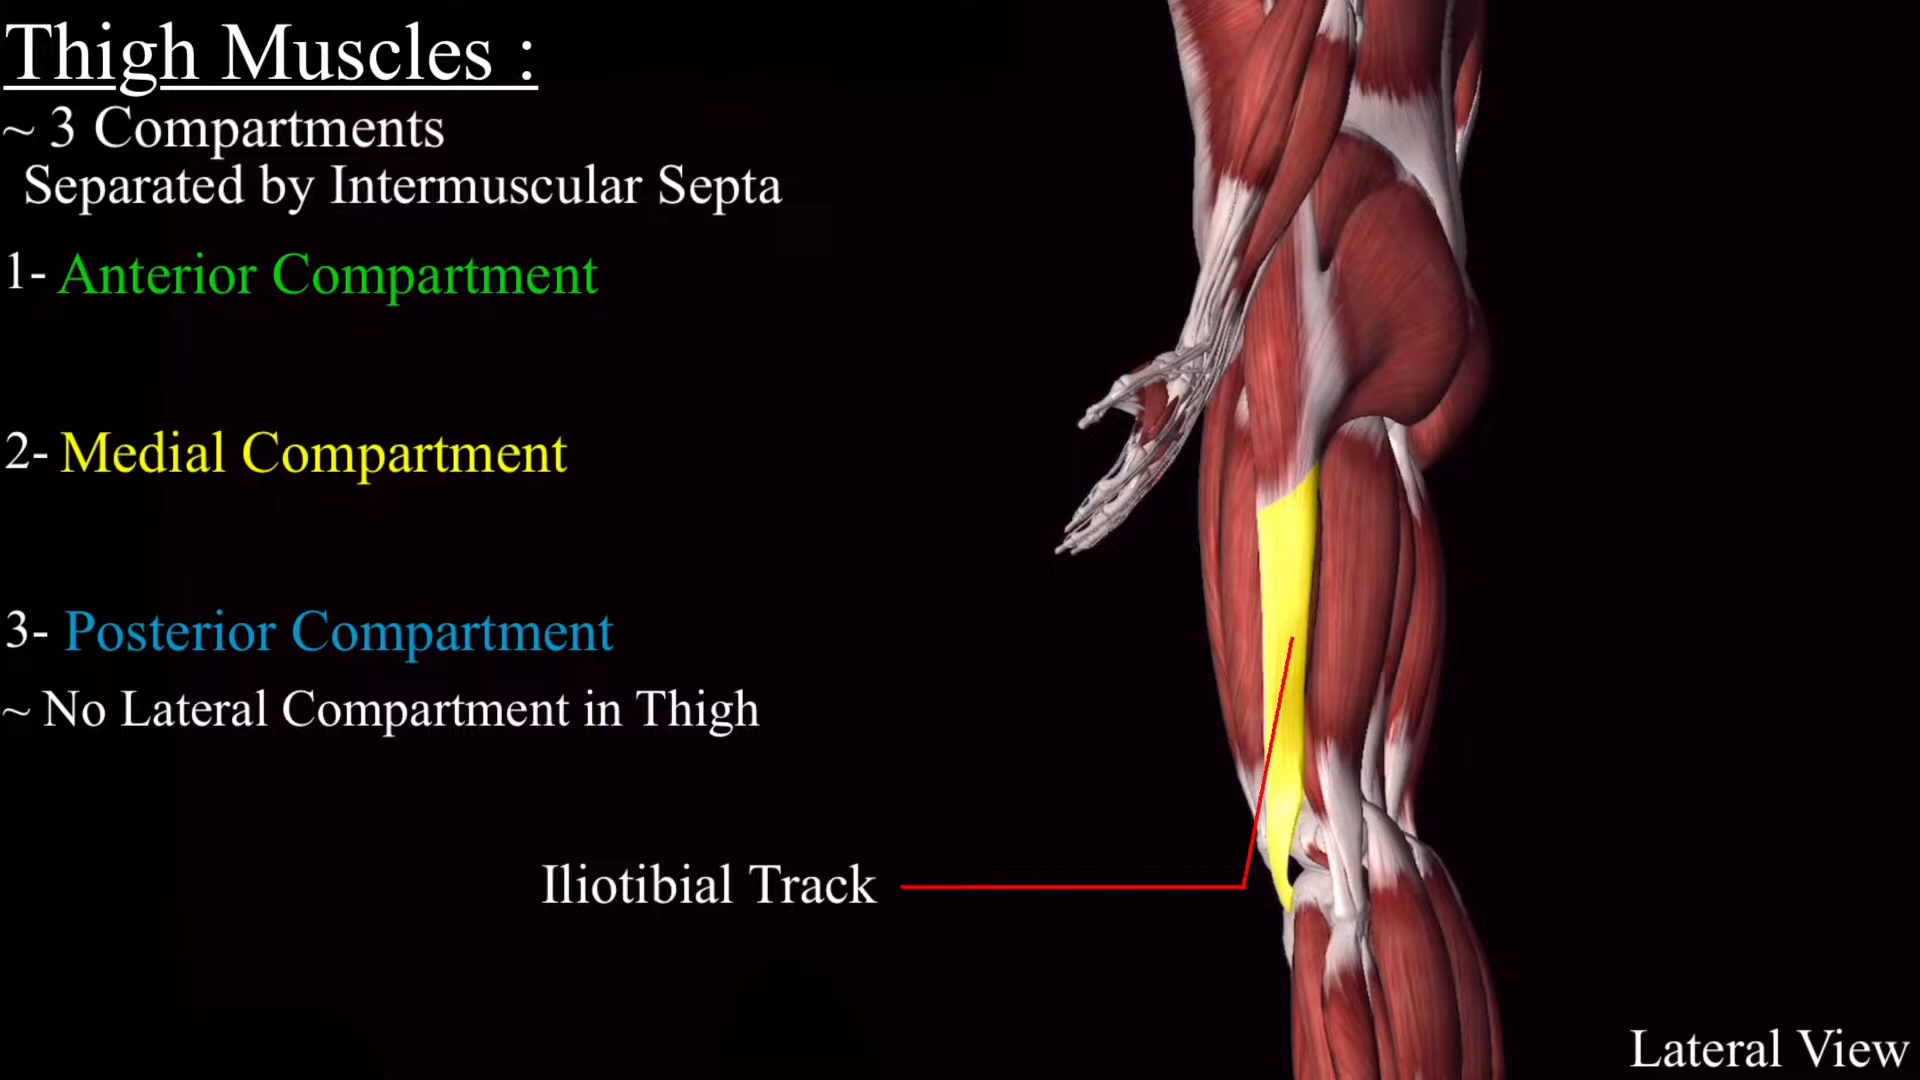 Thigh Muscles :
~ 3 Compartments
Separated by Intermuscular Septa
1- Anterior Compartment
2- Medial Compartment
3- Posterior Compartment
~ No Lateral Compartment in Thigh
Iliotibial Track
Lateral View